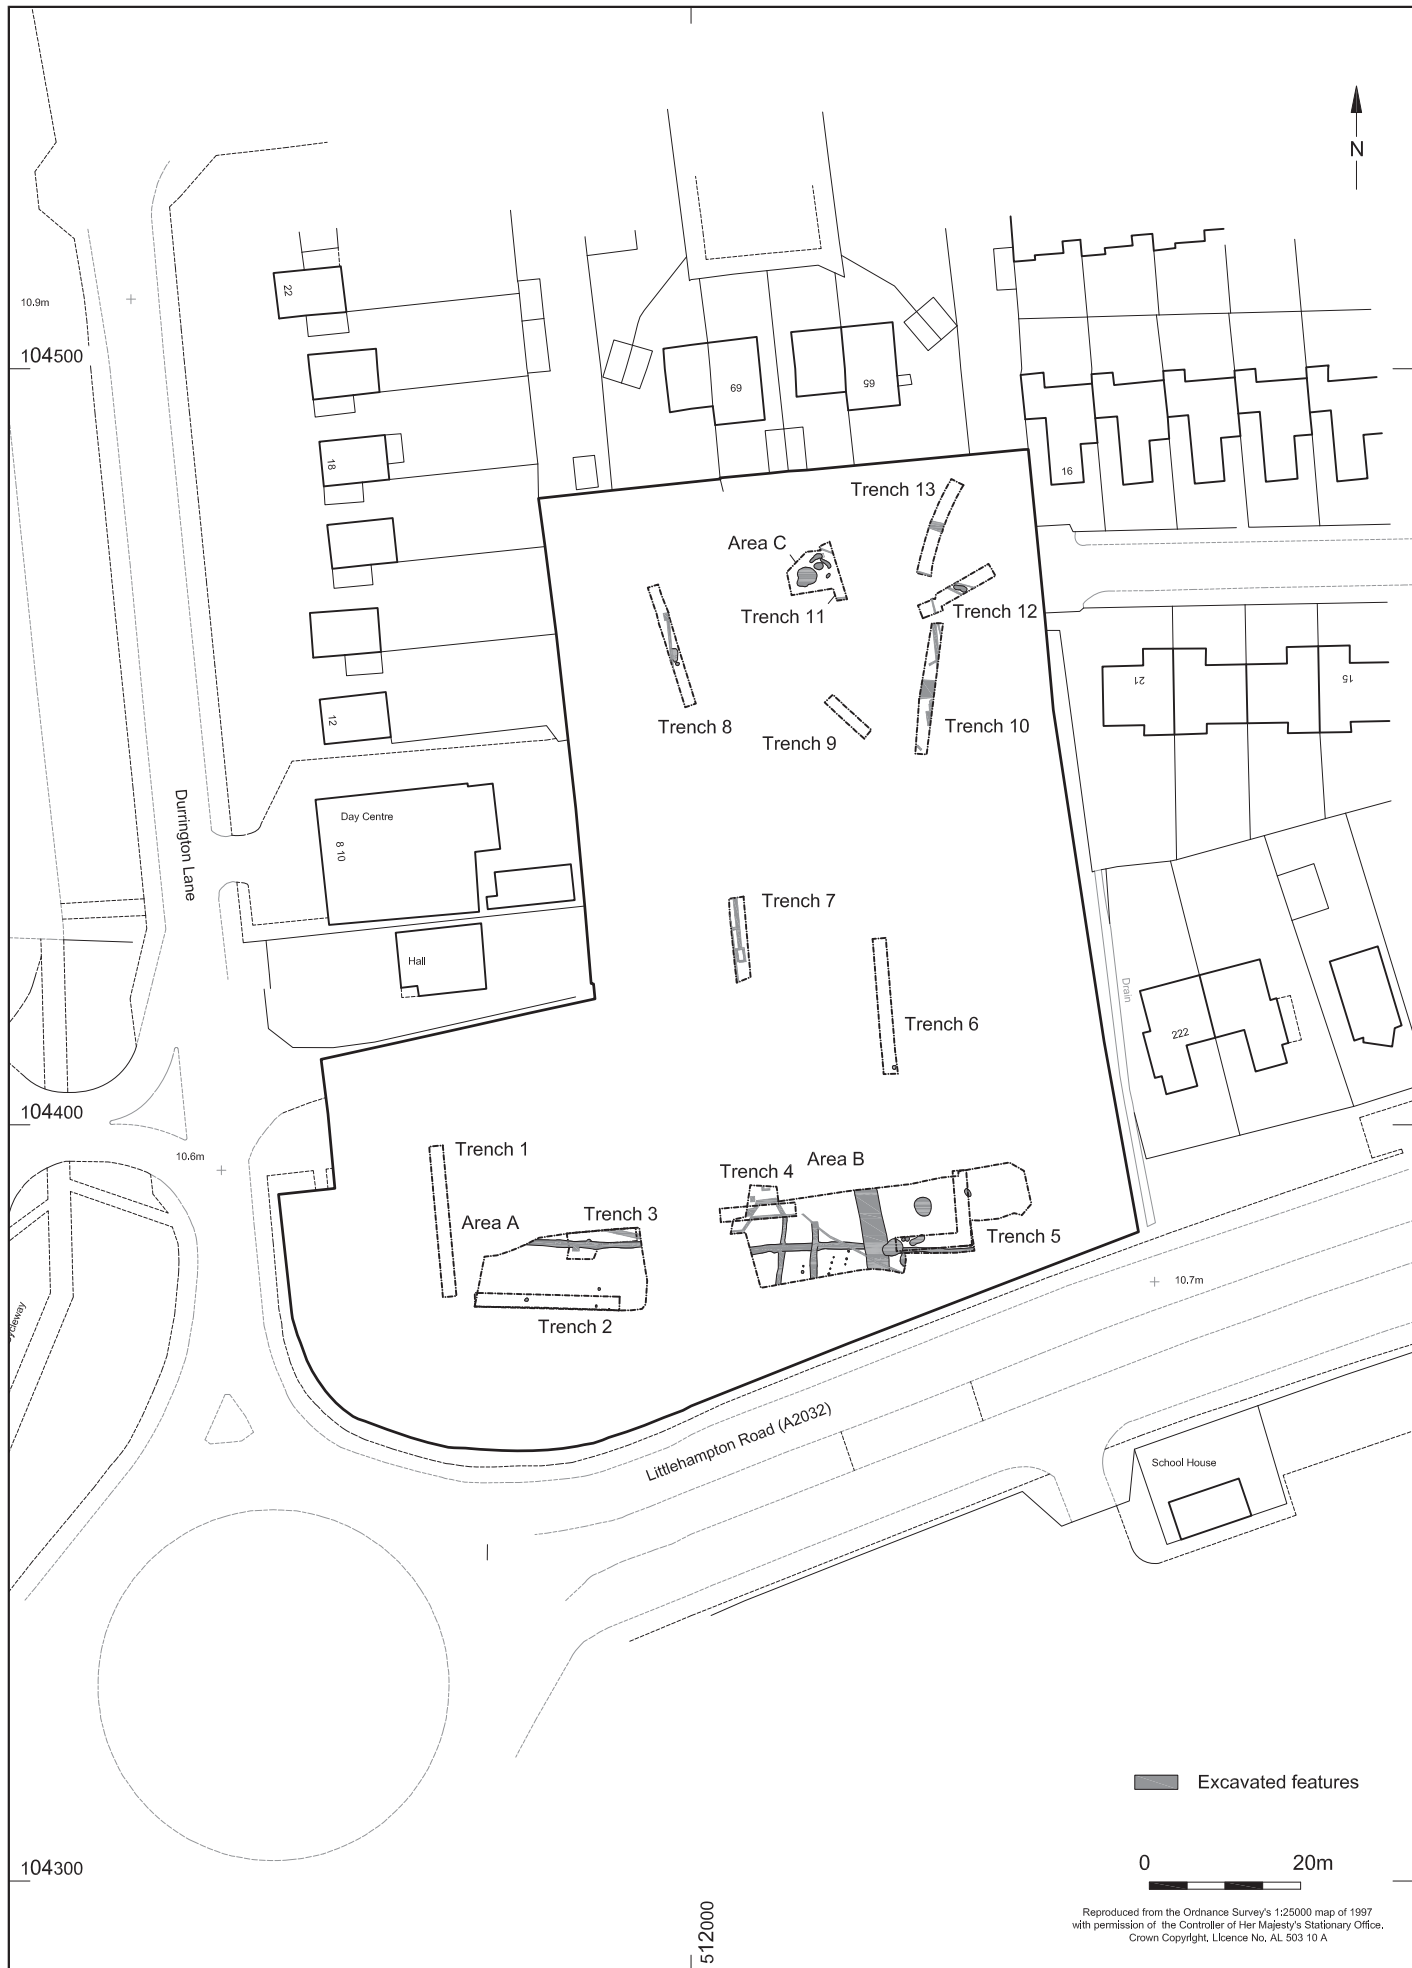 N
22
10.9m
104500
69
65
18
16
Trench 13
Area C
Trench 11
Trench 12
21
15
12
Trench 8
Trench 9
Trench 10
Durrington Lane
Day Centre
8 10
Trench 7
Hall
Drain
Trench 6
222
104400
10.6m
Trench 1
Area B
Trench 4
Area A
Trench 3
Trench 5
10.7m
Trench 2
ycleway
Littlehampton Road (A2032)
School House
Excavated features
104300
0 20m
512000
Reproduced from the Ordnance Survey's 1:25000 map of 1997
with permission of the Controller of Her Majesty's Stationary Office,
Crown Copyright, Licence No. AL 503 10 A